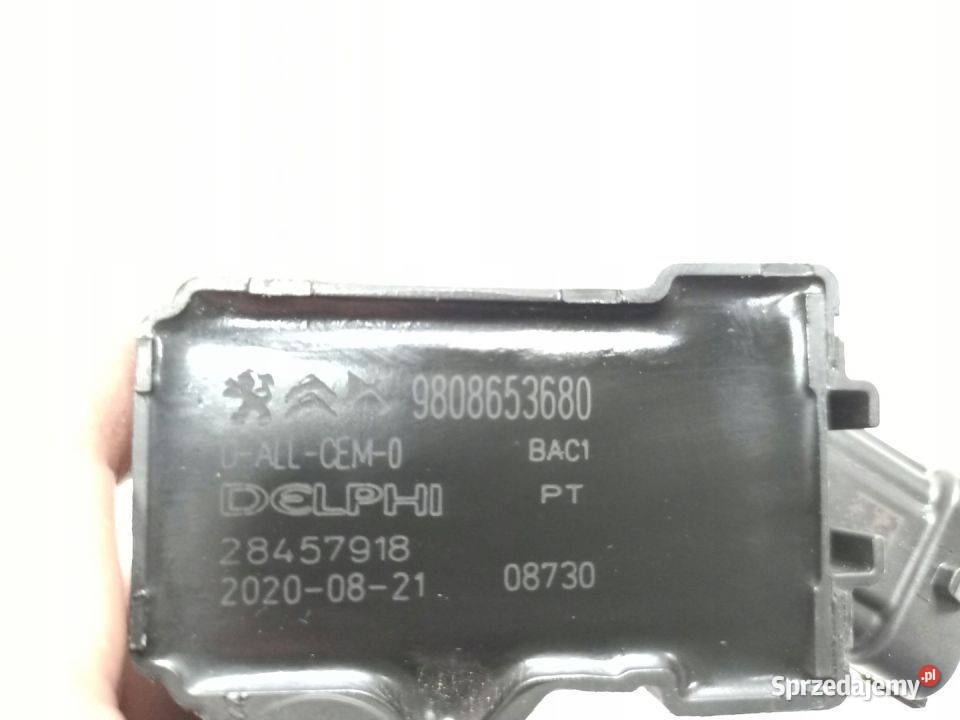 9808653680
D-ALL-CEM-0 BAC1
DELPHI PT
28457918
2020-08-21 08730
Sprzedajemy.pl